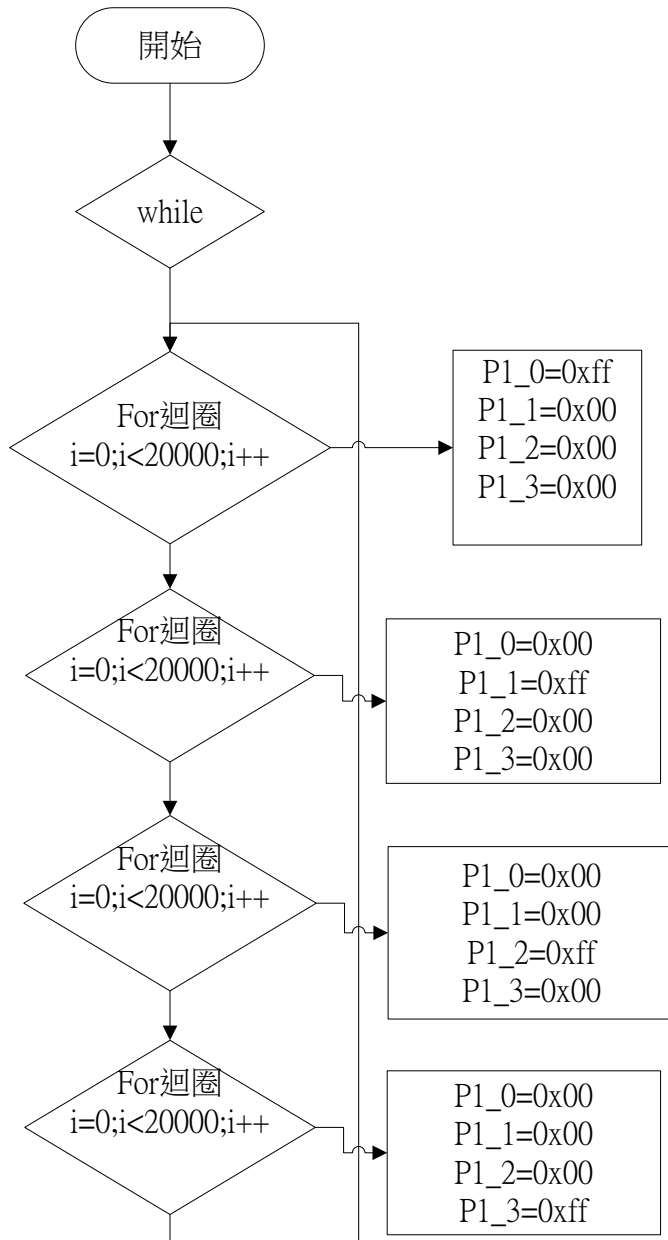 開始
while
For迴圈
i=0;i<20000;i++
P1_0=0xff
P1_1=0x00
P1_2=0x00
P1_3=0x00
For迴圈
i=0;i<20000;i++
P1_0=0x00
P1_1=0xff
P1_2=0x00
P1_3=0x00
For迴圈
i=0;i<20000;i++
P1_0=0x00
P1_1=0x00
P1_2=0xff
P1_3=0x00
For迴圈
i=0;i<20000;i++
P1_0=0x00
P1_1=0x00
P1_2=0x00
P1_3=0xff